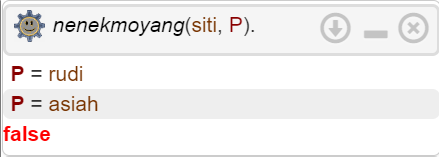 nenekmoyang(siti, P).
P = rudi
P = asiah
false